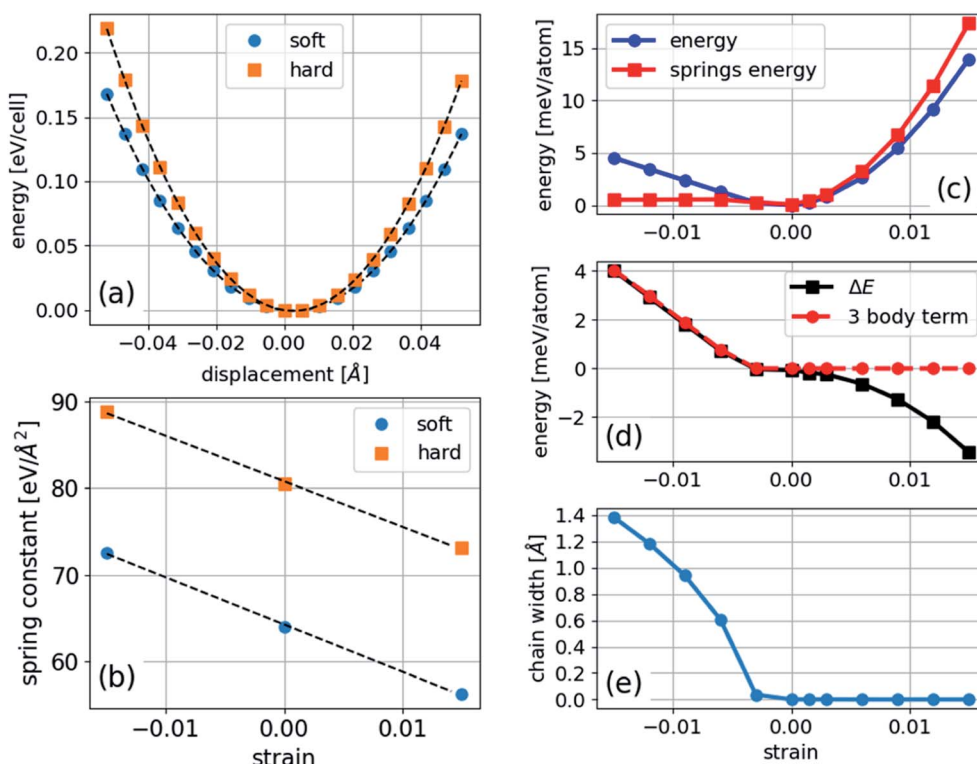 0.20
0.15
0.10
0.05
0.00
energy [eV/cell]
soft
hard
(a)
−0.04
−0.02
0.00
0.02
0.04
displacement [Å]
90
80
70
60
spring constant [eV/Å²]
soft
hard
(b)
−0.01
0.00
0.01
strain
15
10
5
0
energy [meV/atom]
energy
springs energy
(c)
−0.01
0.00
0.01
4
2
0
−2
energy [meV/atom]
ΔE
3 body term
(d)
−0.01
0.00
0.01
1.4
1.2
1.0
0.8
0.6
0.4
0.2
0.0
chain width [Å]
(e)
−0.01
0.00
0.01
strain